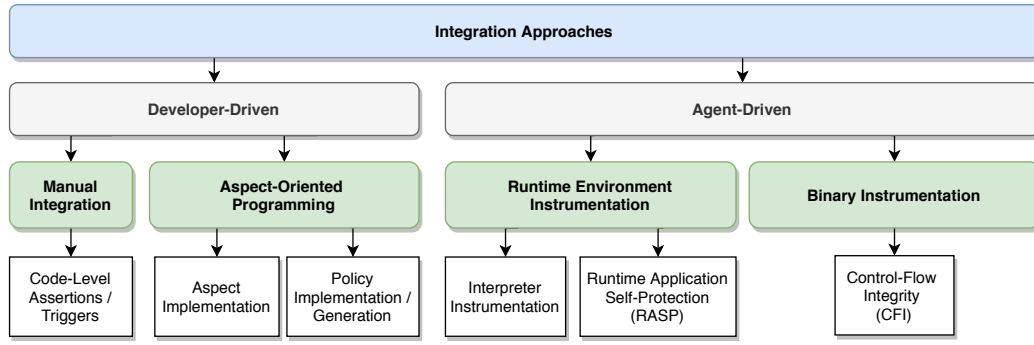 Integration Approaches
Developer-Driven
Agent-Driven
Manual
Integration
Aspect-Oriented
Programming
Runtime Environment
Instrumentation
Binary Instrumentation
Code-Level
Assertions /
Triggers
Aspect
Implementation
Policy
Implementation /
Generation
Interpreter
Instrumentation
Runtime Application
Self-Protection
(RASP)
Control-Flow
Integrity
(CFI)